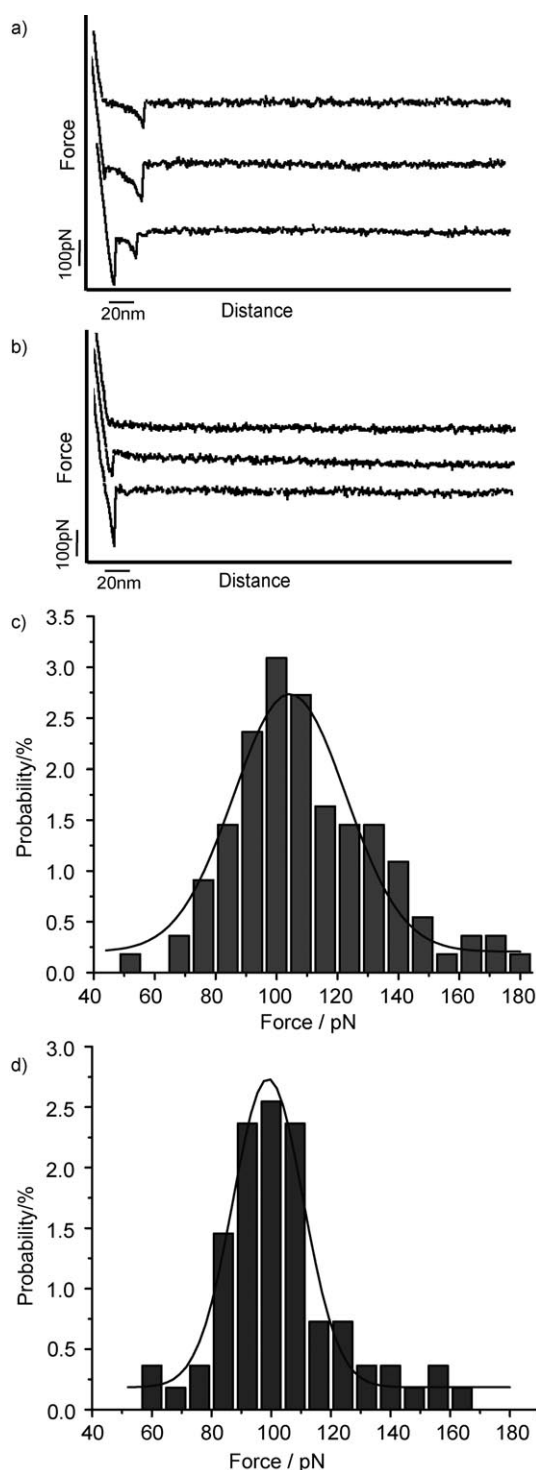 a)
Force
100pN
20nm
Distance
b)
Force
100pN
20nm
Distance
c)
3.5
3.0
2.5
2.0
1.5
1.0
0.5
0.0
Probability/%
40 60 80 100 120 140 160 180
Force / pN
d)
3.0
2.5
2.0
1.5
1.0
0.5
0.0
Probability/%
40 60 80 100 120 140 160 180
Force / pN